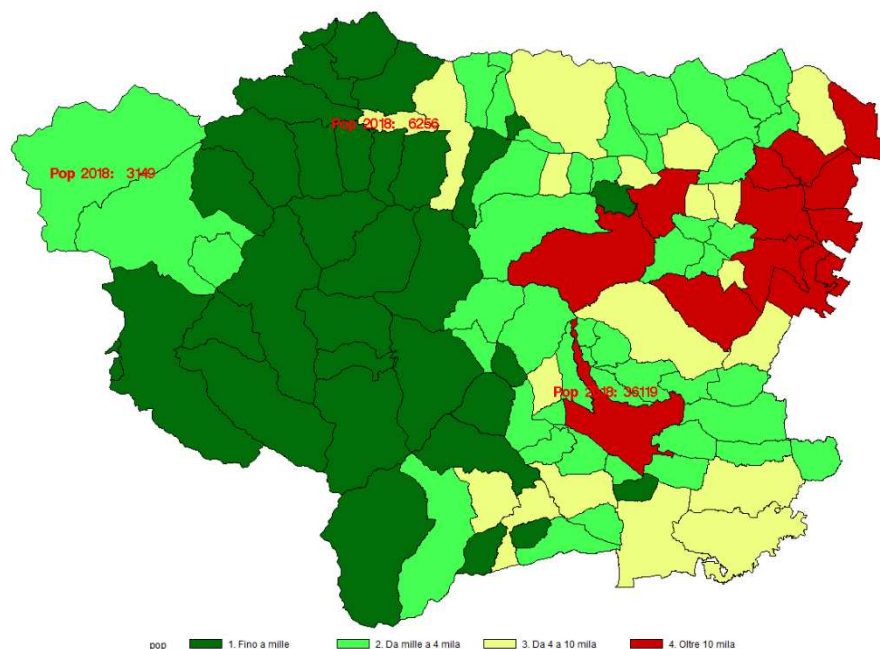 Pop 2018: 6256
Pop 2018: 3149
Pop 2018: 36119
pop 1. Fino a mille 2. Da mille a 4 mila 3. Da 4 a 10 mila 4. Oltre 10 mila